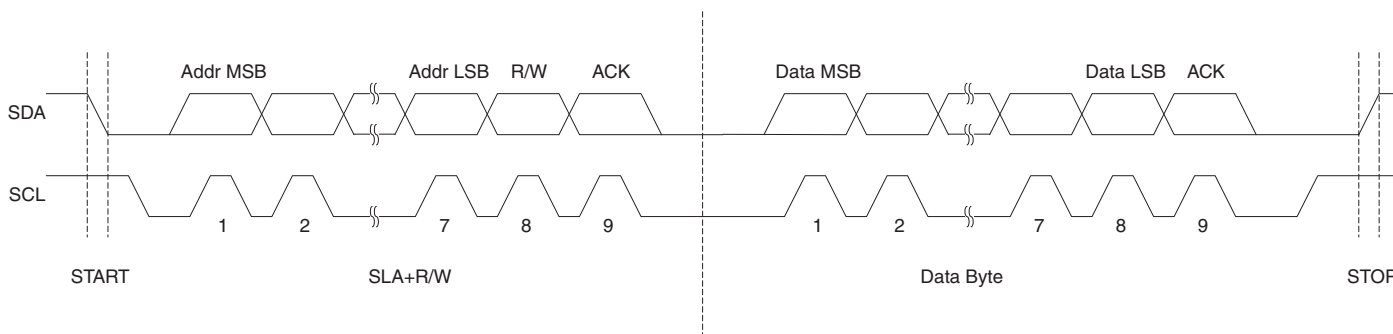 Addr MSB Addr LSB R/W ACK Data MSB Data LSB ACK
SDA
SCL
1 2 7 8 9 1 2 7 8 9
START SLA+R/W Data Byte STOP